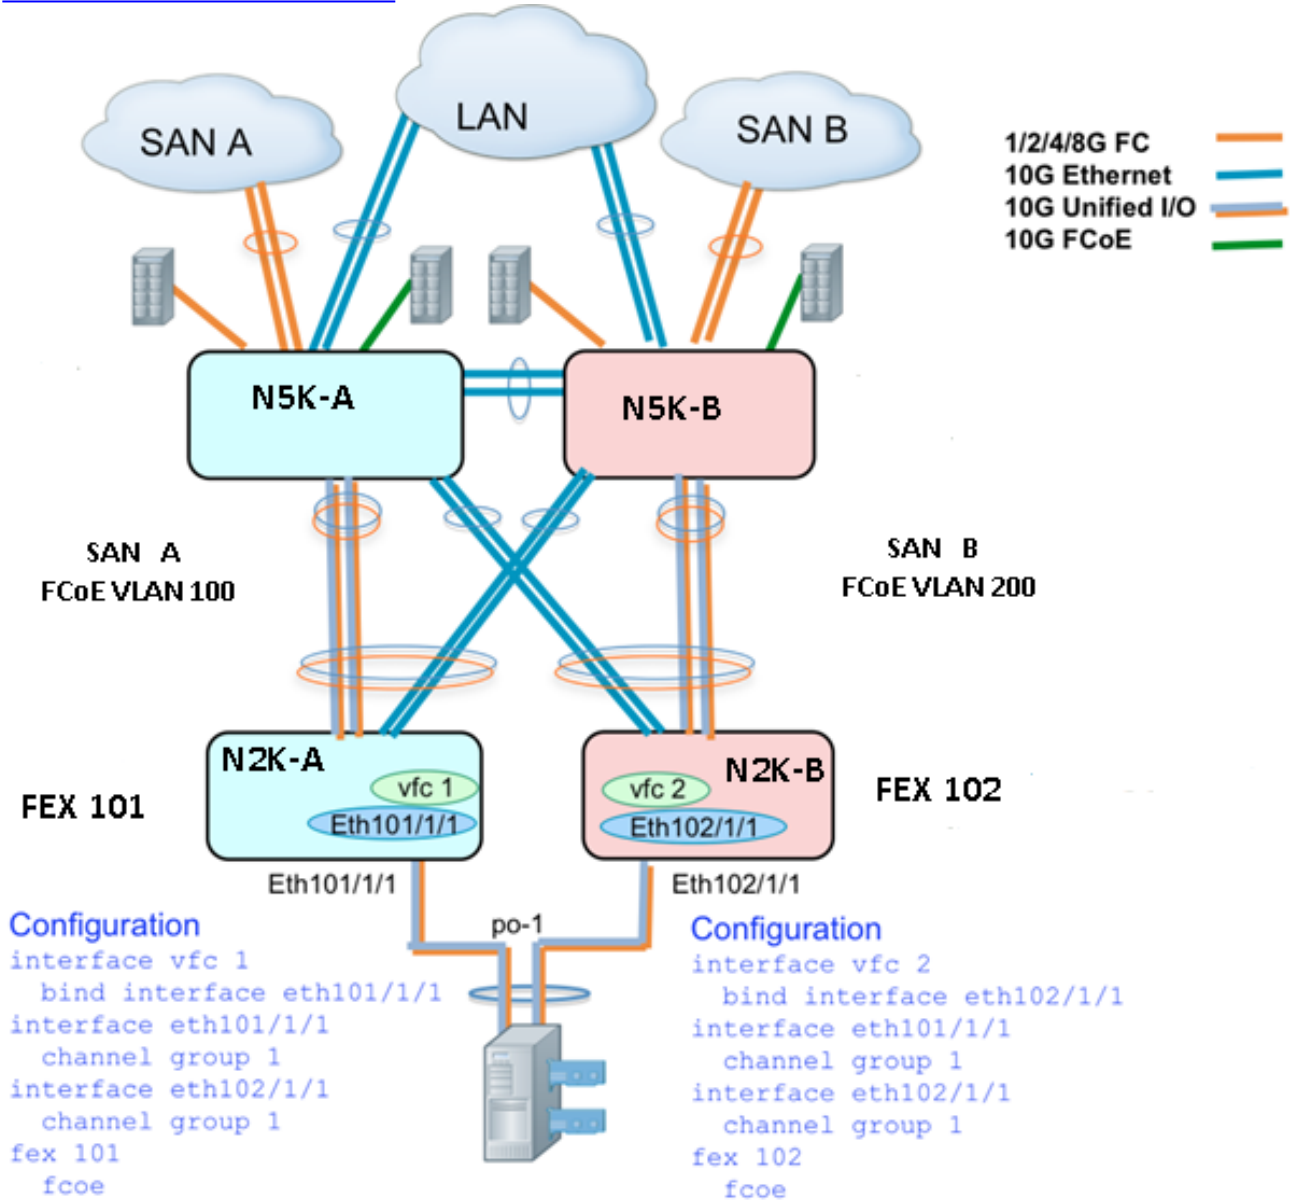 LAN
SAN A
SAN B
1/2/4/8G FC
10G Ethernet
10G Unified I/O
10G FCoE
N5K-A
N5K-B
SAN A
FCoE VLAN 100
SAN B
FCoE VLAN 200
N2K-A
vfc 1
Eth101/1/1
N2K-B
vfc 2
Eth102/1/1
FEX 101
FEX 102
Eth101/1/1
Eth102/1/1
po-1
Configuration
interface vfc 1
bind interface eth101/1/1
interface eth101/1/1
channel group 1
interface eth102/1/1
channel group 1
fex 101
fcoe
Configuration
interface vfc 2
bind interface eth102/1/1
interface eth101/1/1
channel group 1
interface eth102/1/1
channel group 1
fex 102
fcoe